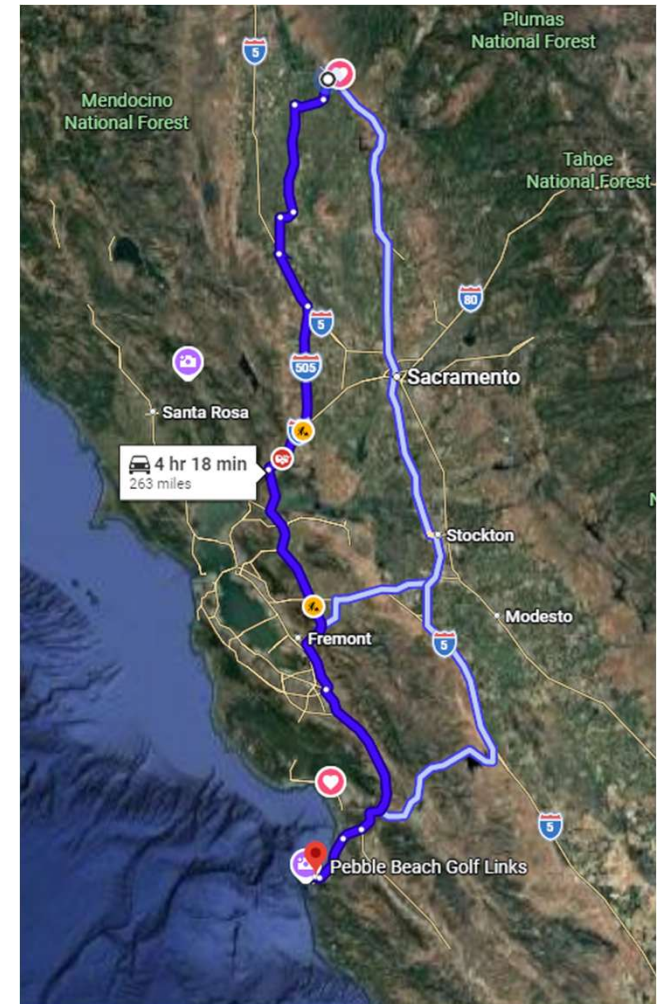 Plumas
National Forest
5
Mendocino
National Forest
Tahoe
National Forest
80
5
505
Sacramento
Santa Rosa
4 hr 18 min
263 miles
Stockton
Modesto
Fremont
5
5
Pebble Beach Golf Links